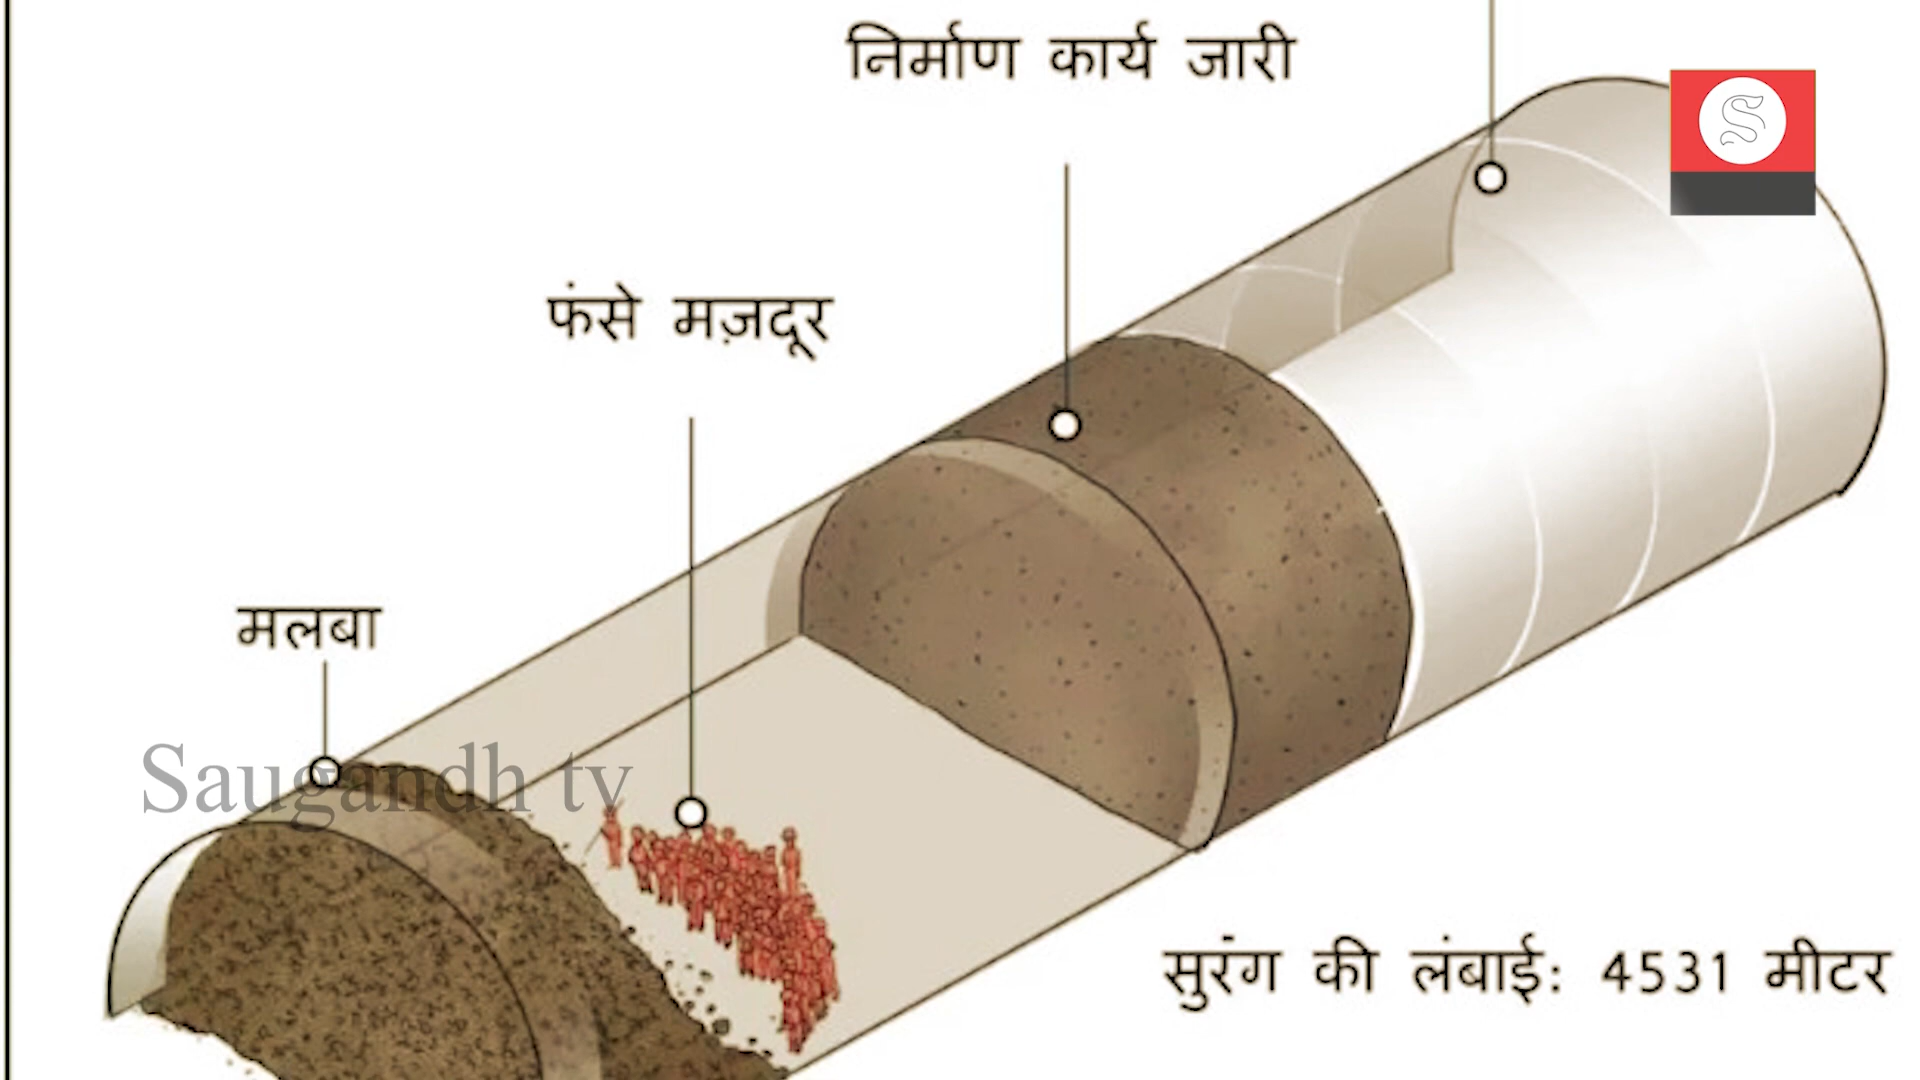 निर्माण कार्य जारी
S
फंसे मज़दूर
मलबा
Saugandh tv
सुरंग की लंबाई: 4531 मीटर